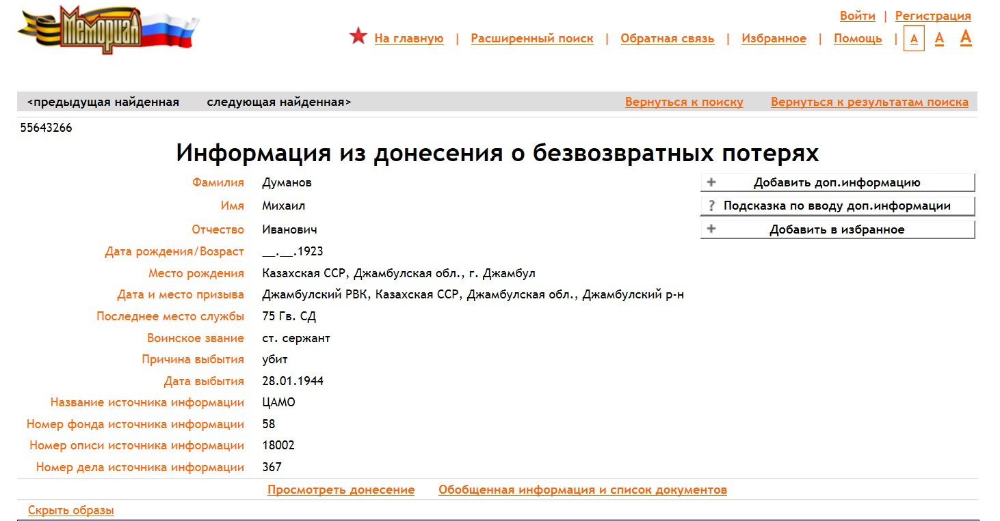 Мемориал
Войти | Регистрация
На главную | Расширенный поиск | Обратная связь | Избранное | Помощь | A A A
<предыдущая найденная следующая найденная> Вернуться к поиску Вернуться к результатам поиска
55643266
Информация из донесения о безвозвратных потерях
Фамилия Думанов
+ Добавить доп.информацию
Имя Михаил
? Подсказка по вводу доп.информации
Отчество Иванович
+ Добавить в избранное
Дата рождения/Возраст __.__.1923
Место рождения Казахская ССР, Джамбулская обл., г. Джамбул
Дата и место призыва Джамбулский РВК, Казахская ССР, Джамбулская обл., Джамбулский р-н
Последнее место службы 75 Гв. СД
Воинское звание ст. сержант
Причина выбытия убит
Дата выбытия 28.01.1944
Название источника информации ЦАМО
Номер фонда источника информации 58
Номер описи источника информации 18002
Номер дела источника информации 367
Просмотреть донесение Обобщенная информация и список документов
Скрыть образы